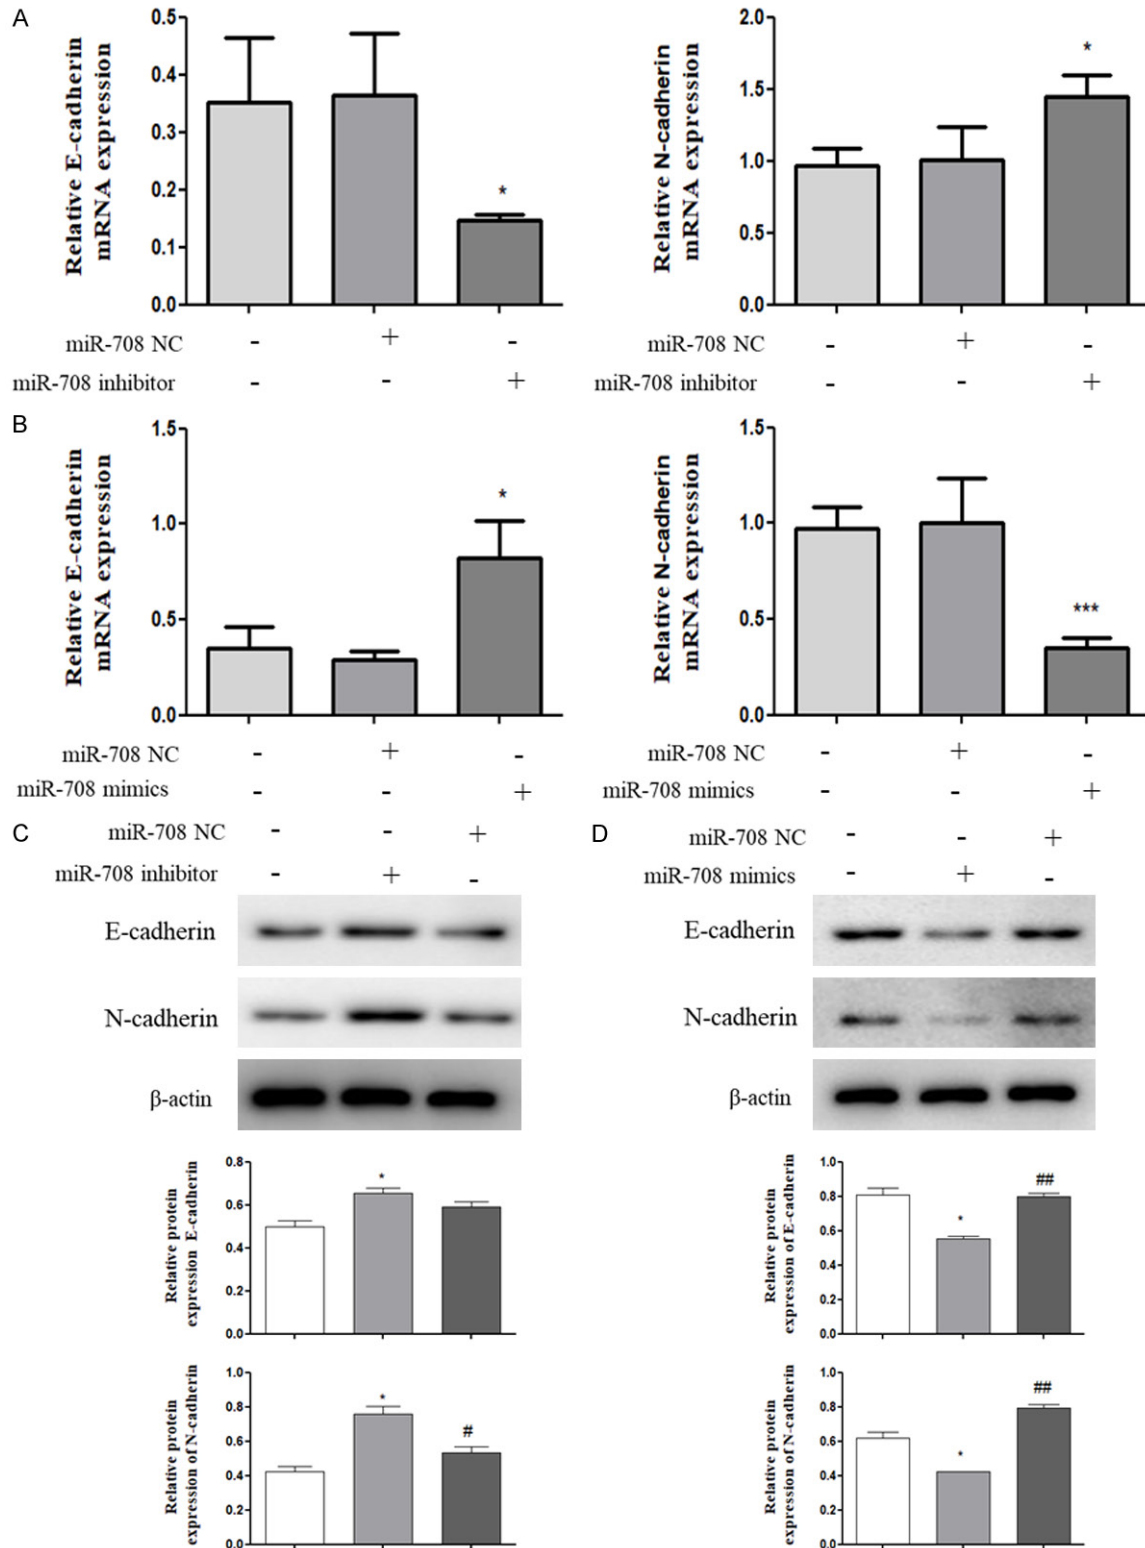 A
Relative E-cadherin
mRNA expression
0.5
0.4
0.3
0.2
0.1
0.0
*
miR-708 NC - + -
miR-708 inhibitor - - +
Relative N-cadherin
mRNA expression
2.0
1.5
1.0
0.5
0.0
*
miR-708 NC - + -
miR-708 inhibitor - - +
B
Relative E-cadherin
mRNA expression
1.5
1.0
0.5
0.0
*
miR-708 NC - + -
miR-708 mimics - - +
Relative N-cadherin
mRNA expression
1.5
1.0
0.5
0.0
***
miR-708 NC - + -
miR-708 mimics - - +
C
miR-708 NC - - +
miR-708 inhibitor - + -
E-cadherin
N-cadherin
β-actin
Relative protein
expression E-cadherin
0.8
0.6
0.4
0.2
0.0
*
Relative protein
expression of N-cadherin
1.0
0.8
0.6
0.4
0.2
0.0
*
#
D
miR-708 NC - - +
miR-708 mimics - + -
E-cadherin
N-cadherin
β-actin
Relative protein
expression of E-cadherin
1.0
0.8
0.6
0.4
0.2
0.0
*
##
Relative protein
expression of N-cadherin
1.0
0.8
0.6
0.4
0.2
0.0
*
##